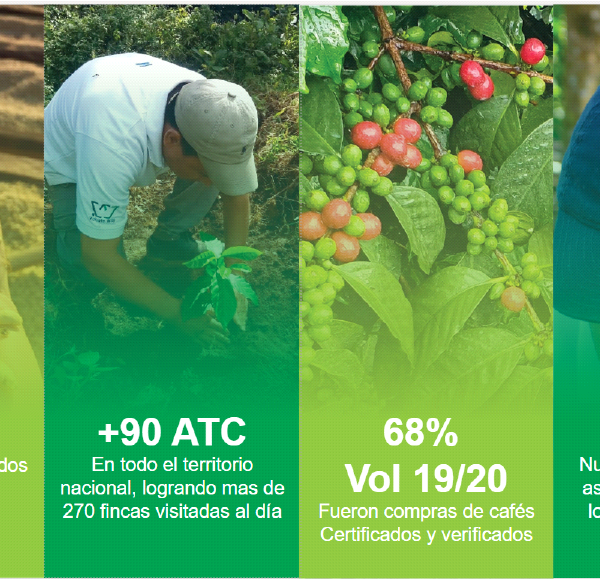 dos
+90 ATC
En todo el territorio
nacional, logrando mas de
270 fincas visitadas al día
68%
Vol 19/20
Fueron compras de cafés
Certificados y verificados
Nu
as
lo